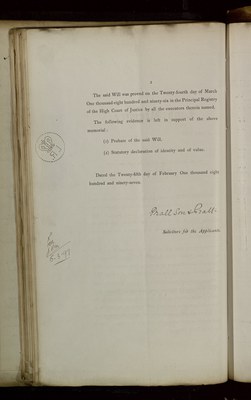 The said Will was proved on the Twenty-fourth day of March
One thousand eight hundred and ninety-six in the Principal Registry
of the High Court of Justice by all the executors therein named.
The following evidence is left in support of the above
memorial:
(1) Probate of the said Will.
(2) Statutory declaration of identity and of value.
Dated the Twenty-fifth day of February One thousand eight
hundred and ninety-seven.
Solicitors for the Applicants